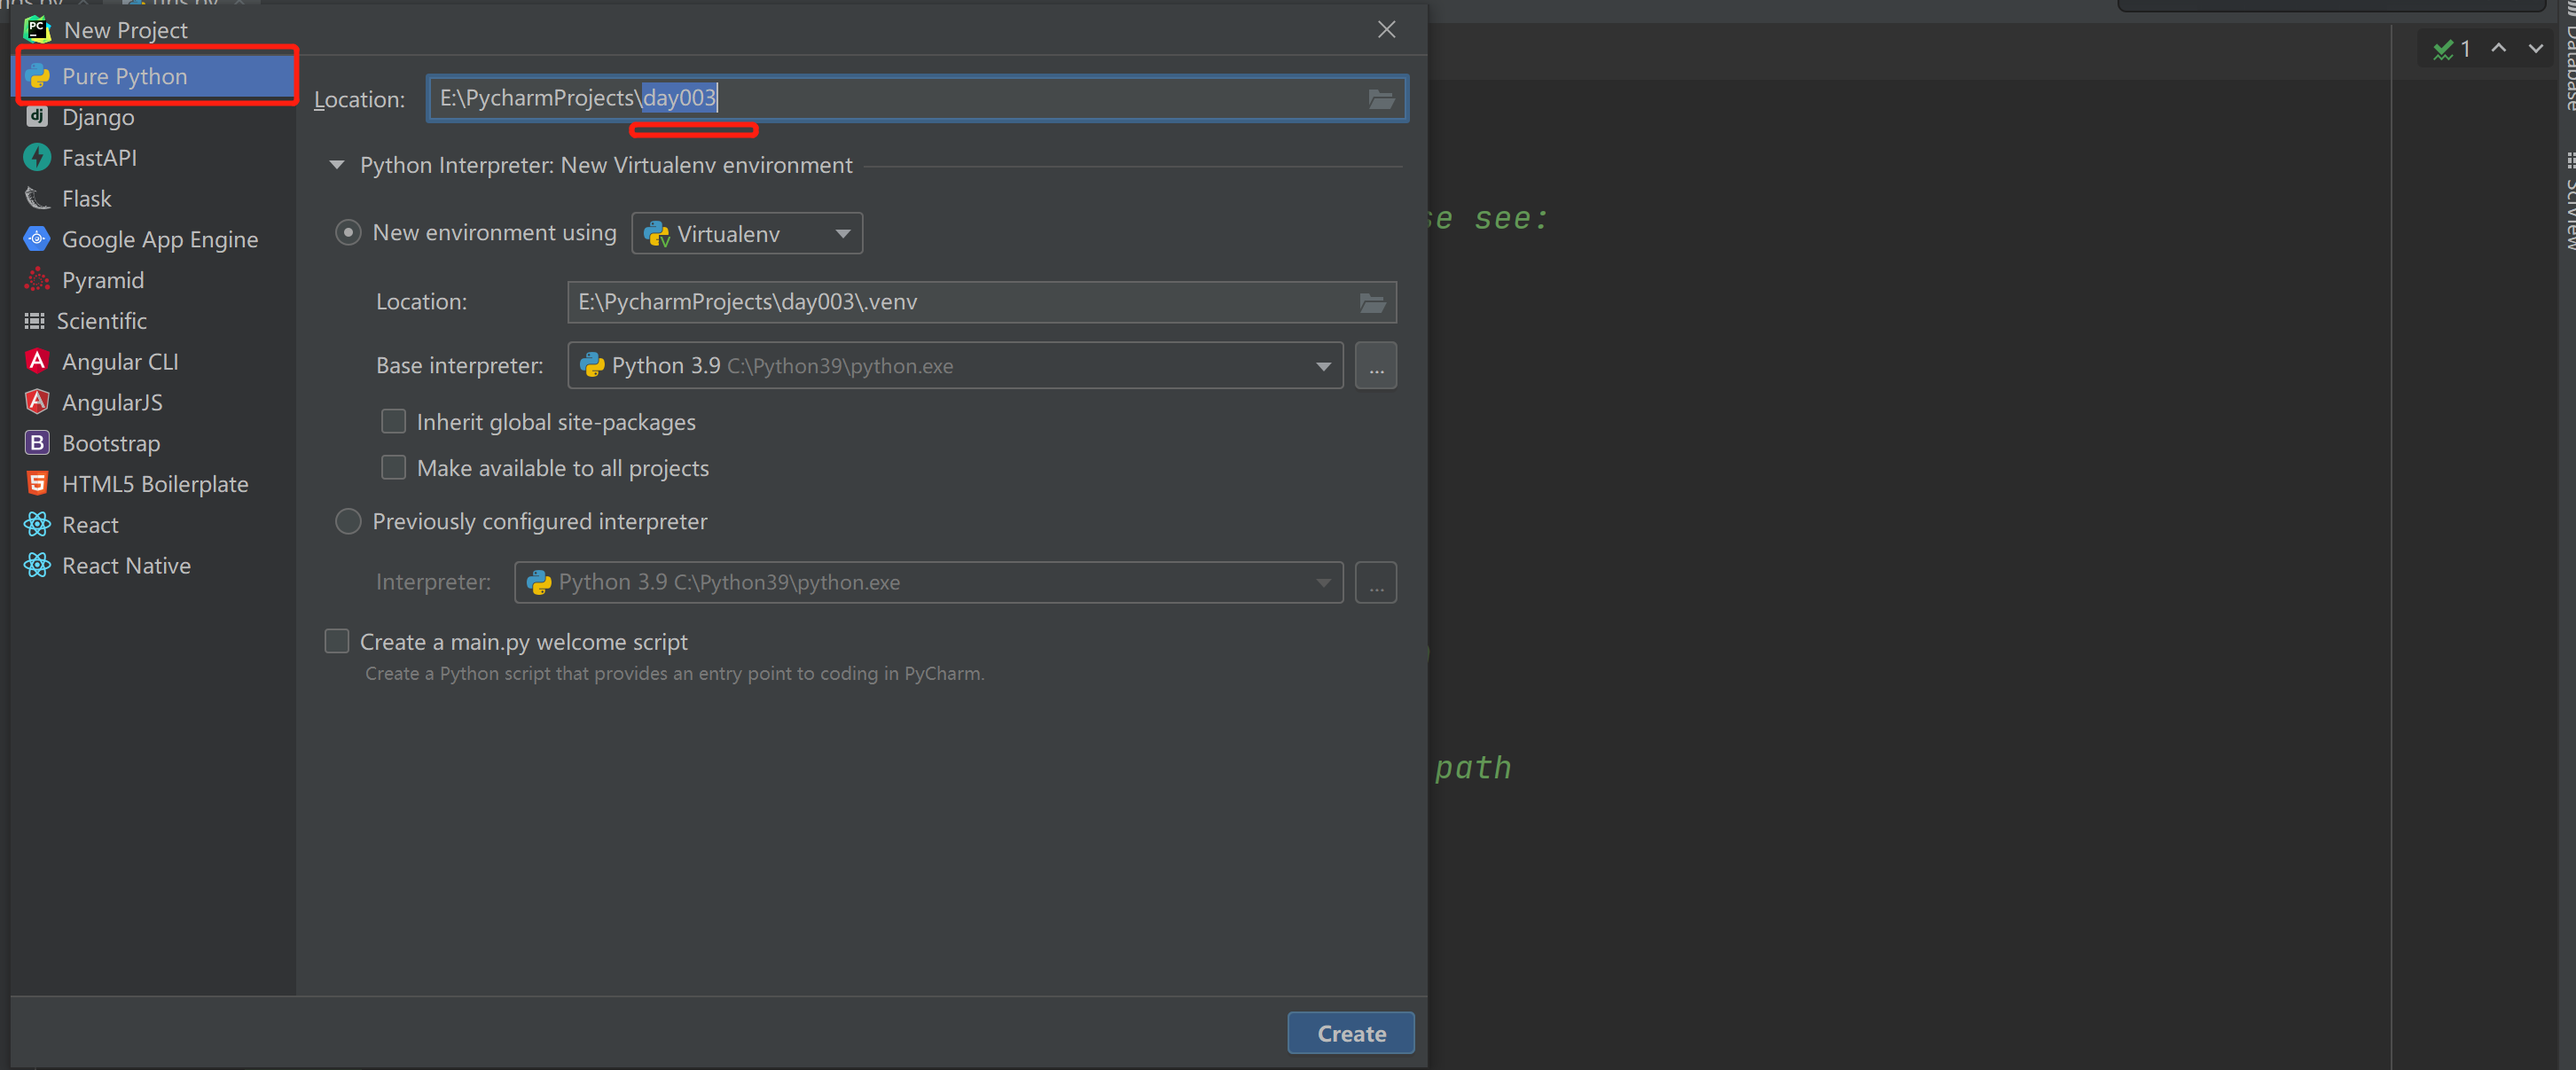 urls.py
New Project
Pure Python
Django
FastAPI
Flask
Google App Engine
Pyramid
Scientific
Angular CLI
AngularJS
Bootstrap
HTML5 Boilerplate
React
React Native
Location: E:\PycharmProjects\day003
Python Interpreter: New Virtualenv environment
New environment using Virtualenv
Location: E:\PycharmProjects\day003\.venv
Base interpreter: Python 3.9 C:\Python39\python.exe ...
Inherit global site-packages
Make available to all projects
Previously configured interpreter
Interpreter: Python 3.9 C:\Python39\python.exe ...
Create a main.py welcome script
Create a Python script that provides an entry point to coding in PyCharm.
Create
se see:
path
1
Database
SciView